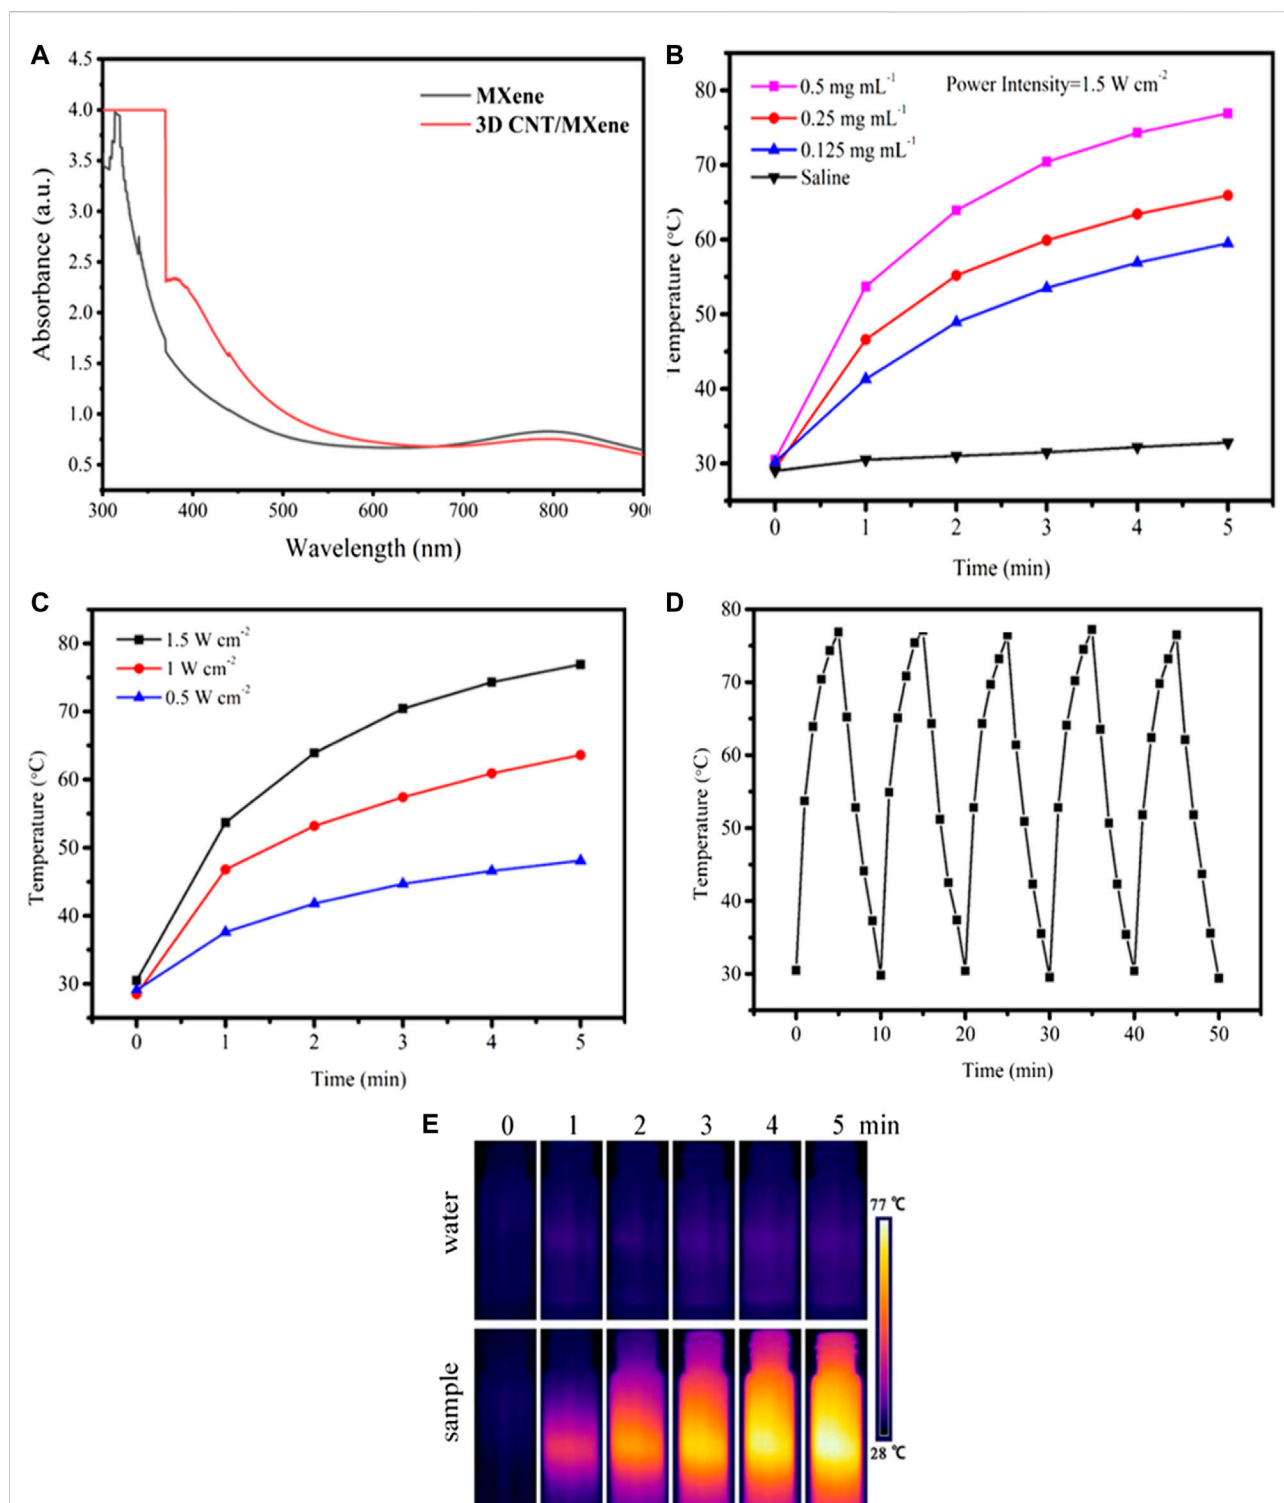 A
4.5
4.0
3.5
3.0
2.5
2.0
1.5
1.0
0.5
300 400 500 600 700 800 90
Absorbance (a.u.)
Wavelength (nm)
MXene
3D CNT/MXene
B
80
70
60
50
40
30
0 1 2 3 4 5
Temperature (°C)
Time (min)
0.5 mg mL⁻¹
0.25 mg mL⁻¹
0.125 mg mL⁻¹
Saline
Power Intensity=1.5 W cm⁻²
C
80
70
60
50
40
30
0 1 2 3 4 5
Temperature (°C)
Time (min)
1.5 W cm⁻²
1 W cm⁻²
0.5 W cm⁻²
D
80
70
60
50
40
30
0 10 20 30 40 50
Temperature (°C)
Time (min)
E
0 1 2 3 4 5 min
water
sample
77 ℃
28 ℃